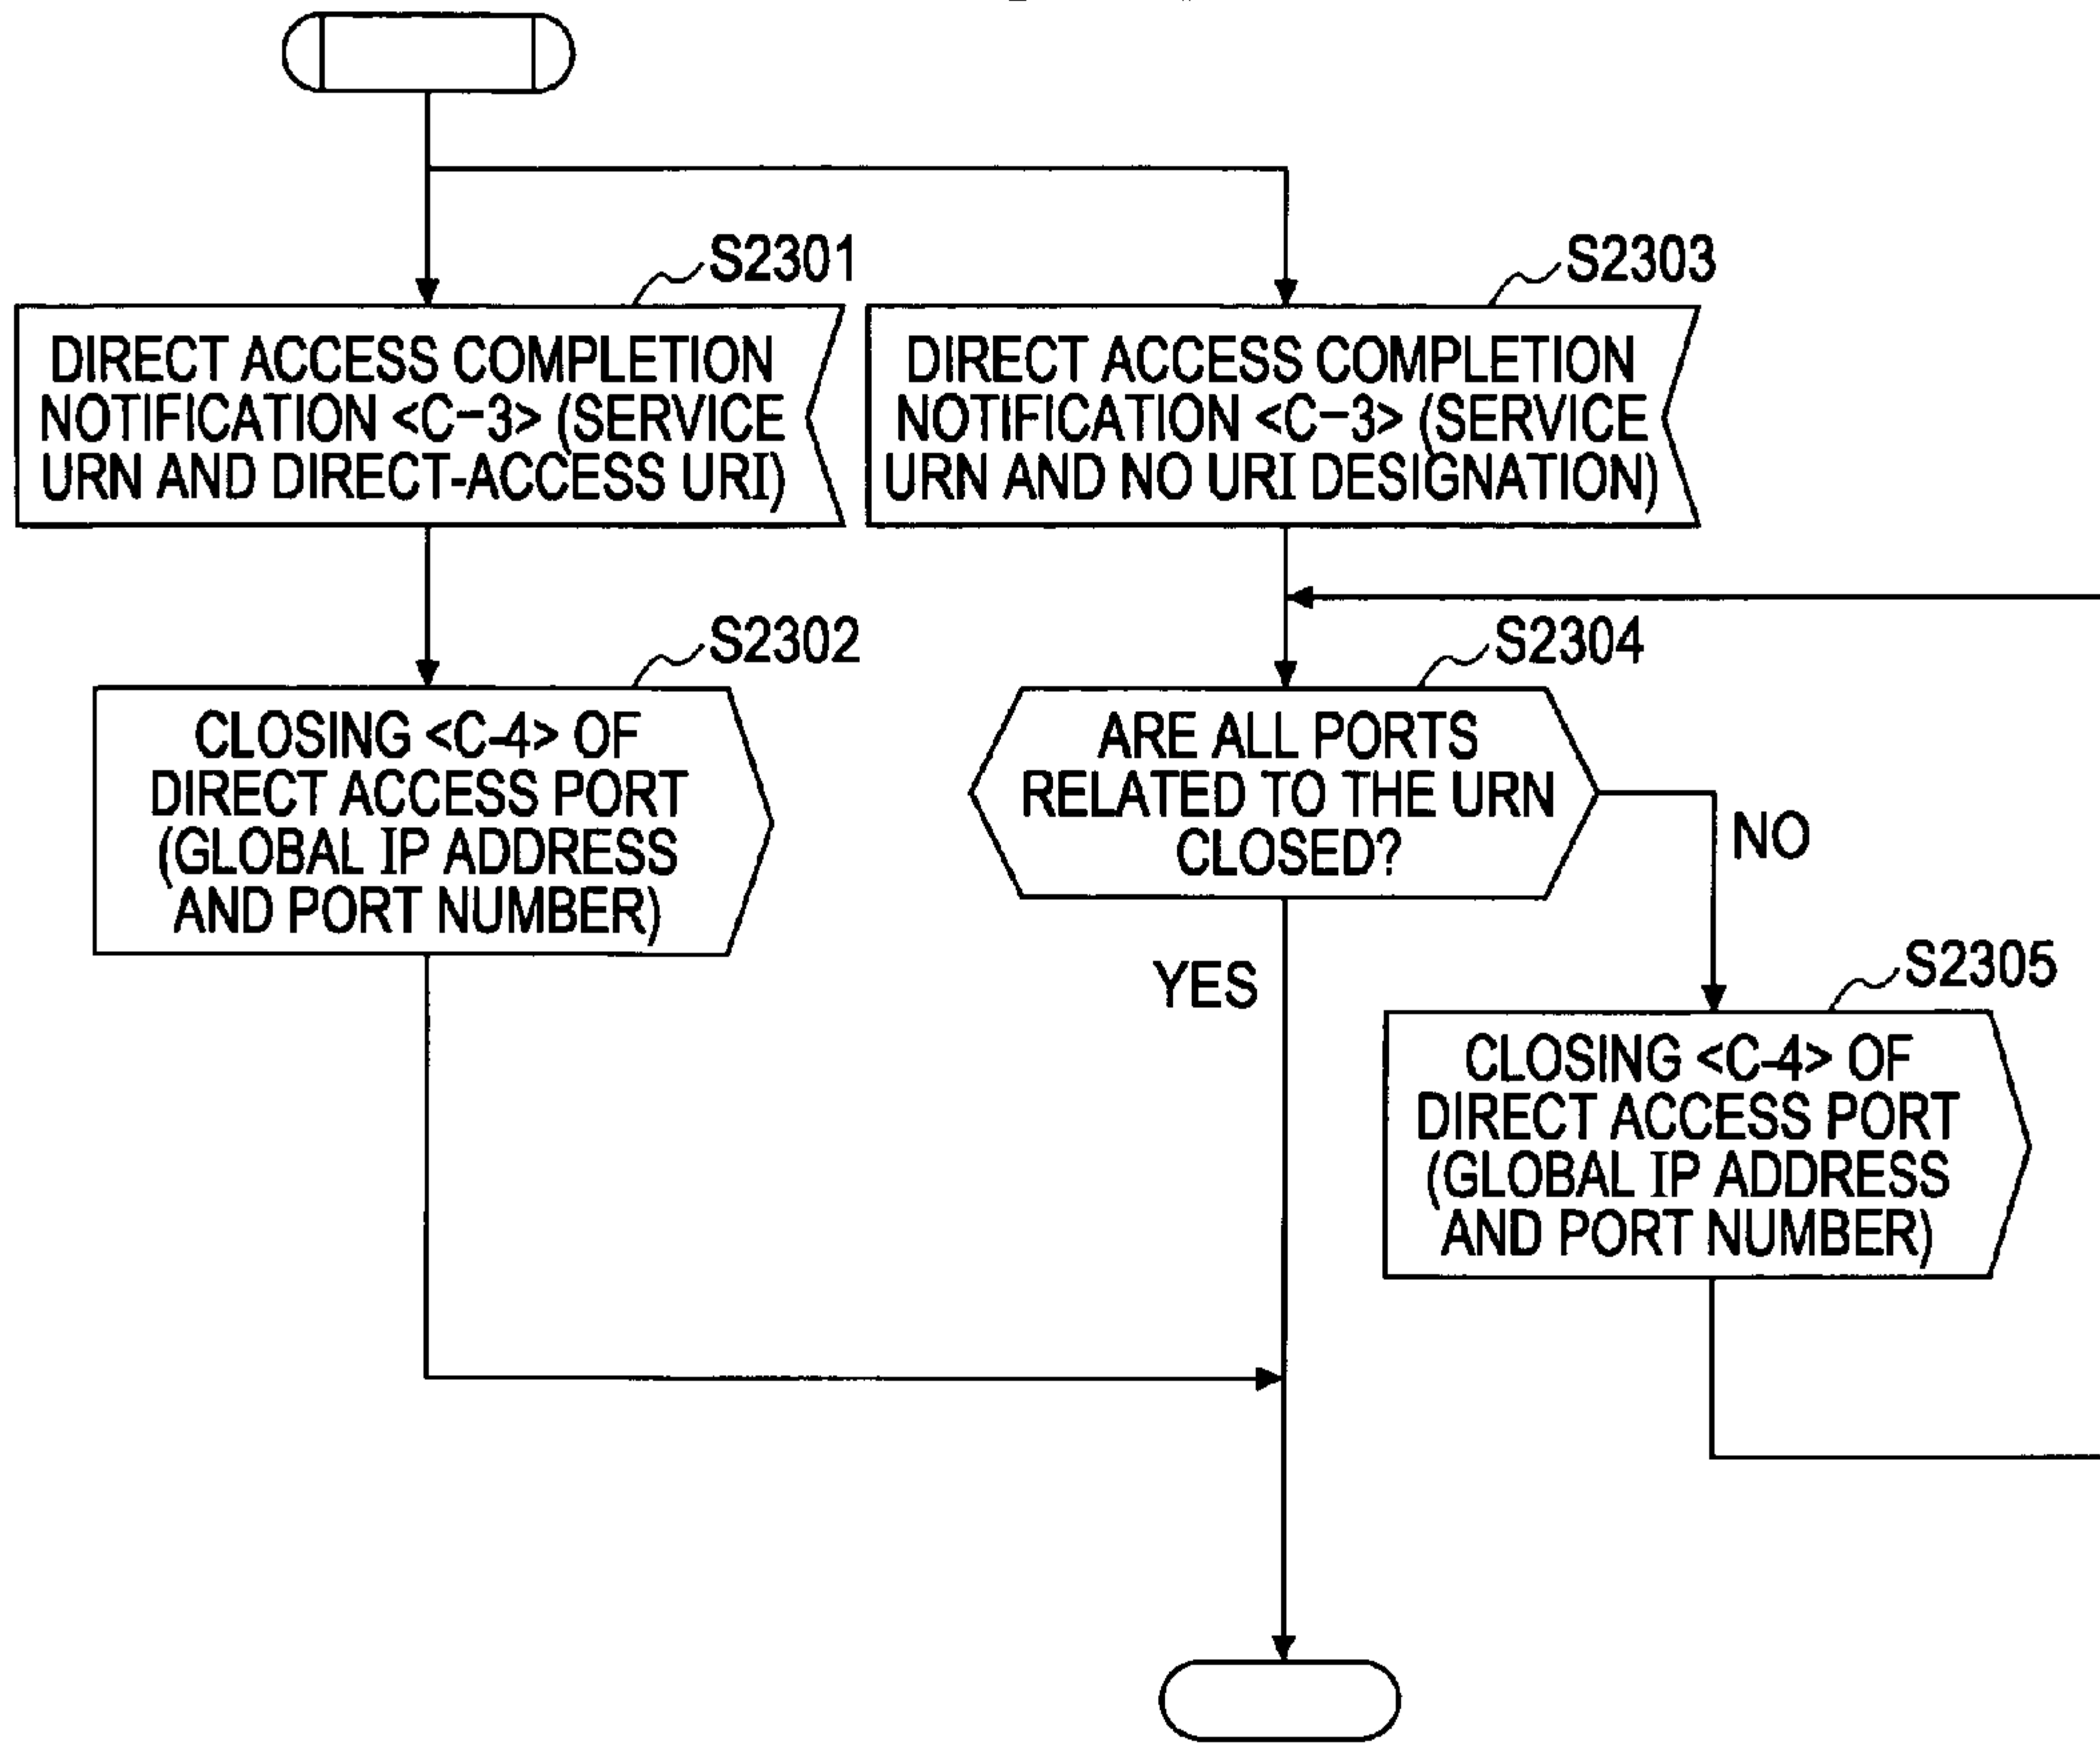 S2301
DIRECT ACCESS COMPLETION
NOTIFICATION <C-3> (SERVICE
URN AND DIRECT-ACCESS URI)
S2303
DIRECT ACCESS COMPLETION
NOTIFICATION <C-3> (SERVICE
URN AND NO URI DESIGNATION)
S2302
CLOSING <C-4> OF
DIRECT ACCESS PORT
(GLOBAL IP ADDRESS
AND PORT NUMBER)
S2304
ARE ALL PORTS
RELATED TO THE URN
CLOSED?
NO
YES
S2305
CLOSING <C-4> OF
DIRECT ACCESS PORT
(GLOBAL IP ADDRESS
AND PORT NUMBER)